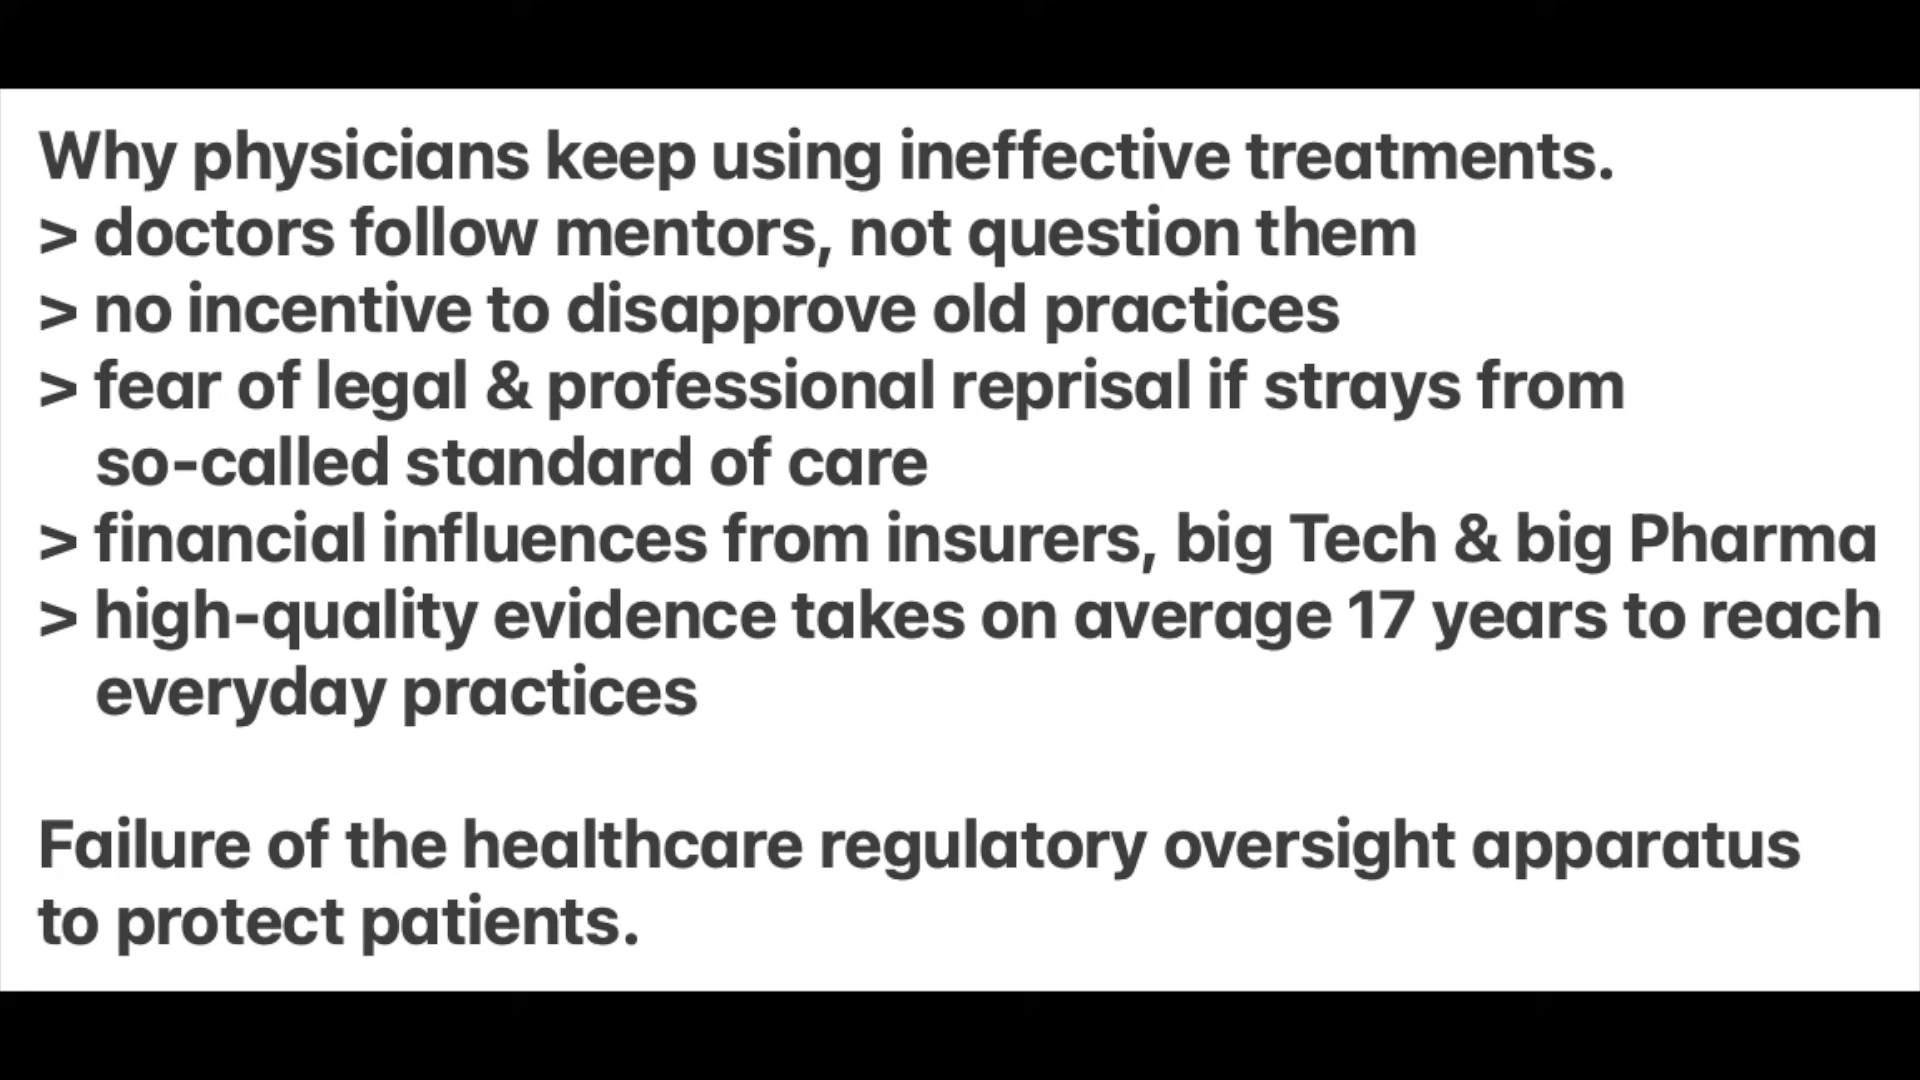 Why physicians keep using ineffective treatments.
> doctors follow mentors, not question them
> no incentive to disapprove old practices
> fear of legal & professional reprisal if strays from
so-called standard of care
> financial influences from insurers, big Tech & big Pharma
> high-quality evidence takes on average 17 years to reach
everyday practices
Failure of the healthcare regulatory oversight apparatus
to protect patients.